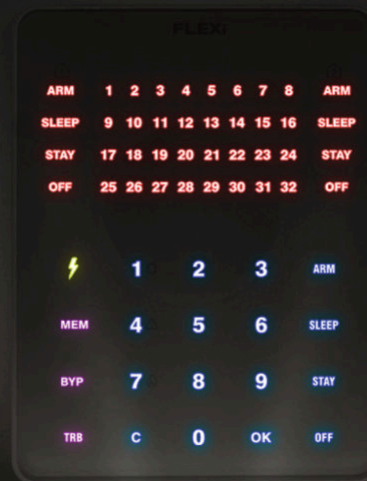 FLEXi
ARM 1 2 3 4 5 6 7 8 ARM
SLEEP 9 10 11 12 13 14 15 16 SLEEP
STAY 17 18 19 20 21 22 23 24 STAY
OFF 25 26 27 28 29 30 31 32 OFF
1 2 3 ARM
MEM 4 5 6 SLEEP
BYP 7 8 9 STAY
TRB C 0 OK OFF